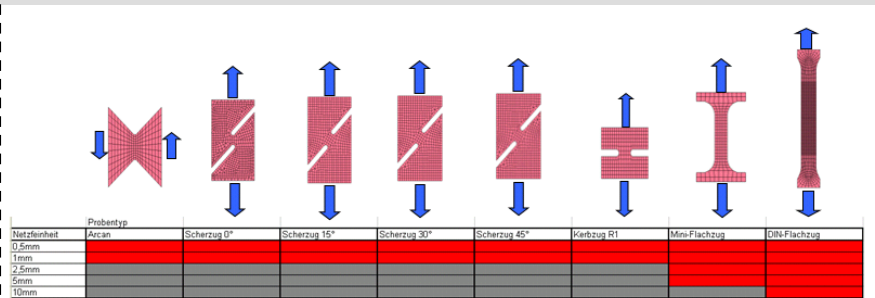 Probentyp
Netzfeinheit Arcan Scherzug 0° Scherzug 15° Scherzug 30° Scherzug 45° Kerbzug R1 Mini-Flachzug DIN-Flachzug
0,5mm
1mm
2,5mm
5mm
10mm